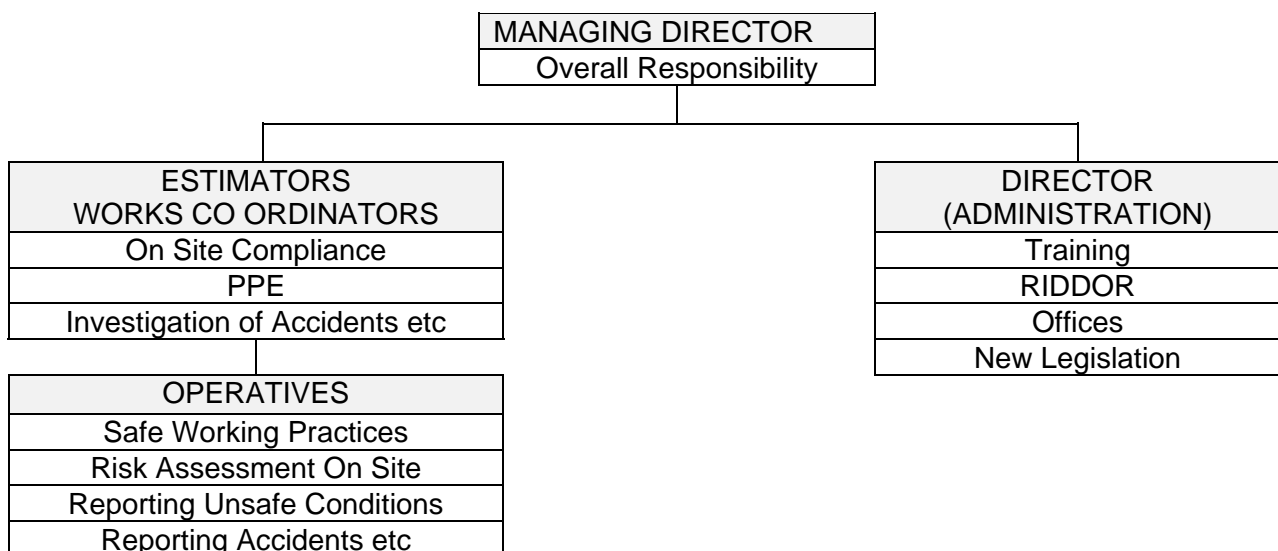 MANAGING DIRECTOR
Overall Responsibility
ESTIMATORS
WORKS CO ORDINATORS
On Site Compliance
PPE
Investigation of Accidents etc
DIRECTOR
(ADMINISTRATION)
Training
RIDDOR
Offices
New Legislation
OPERATIVES
Safe Working Practices
Risk Assessment On Site
Reporting Unsafe Conditions
Reporting Accidents etc